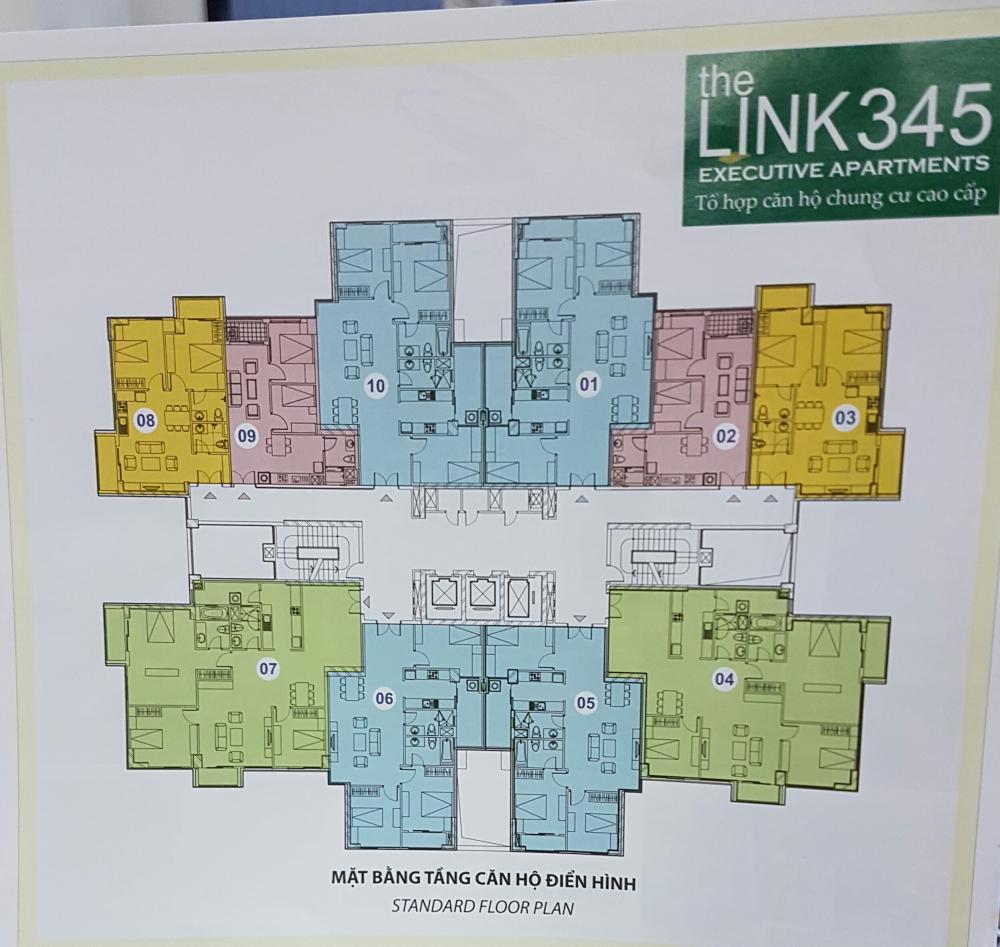 the
LINK 345
EXECUTIVE APARTMENTS
Tổ hợp căn hộ chung cư cao cấp
10
01
08
09
02
03
07
06
05
04
MẶT BẰNG TẦNG CĂN HỘ ĐIỂN HÌNH
STANDARD FLOOR PLAN